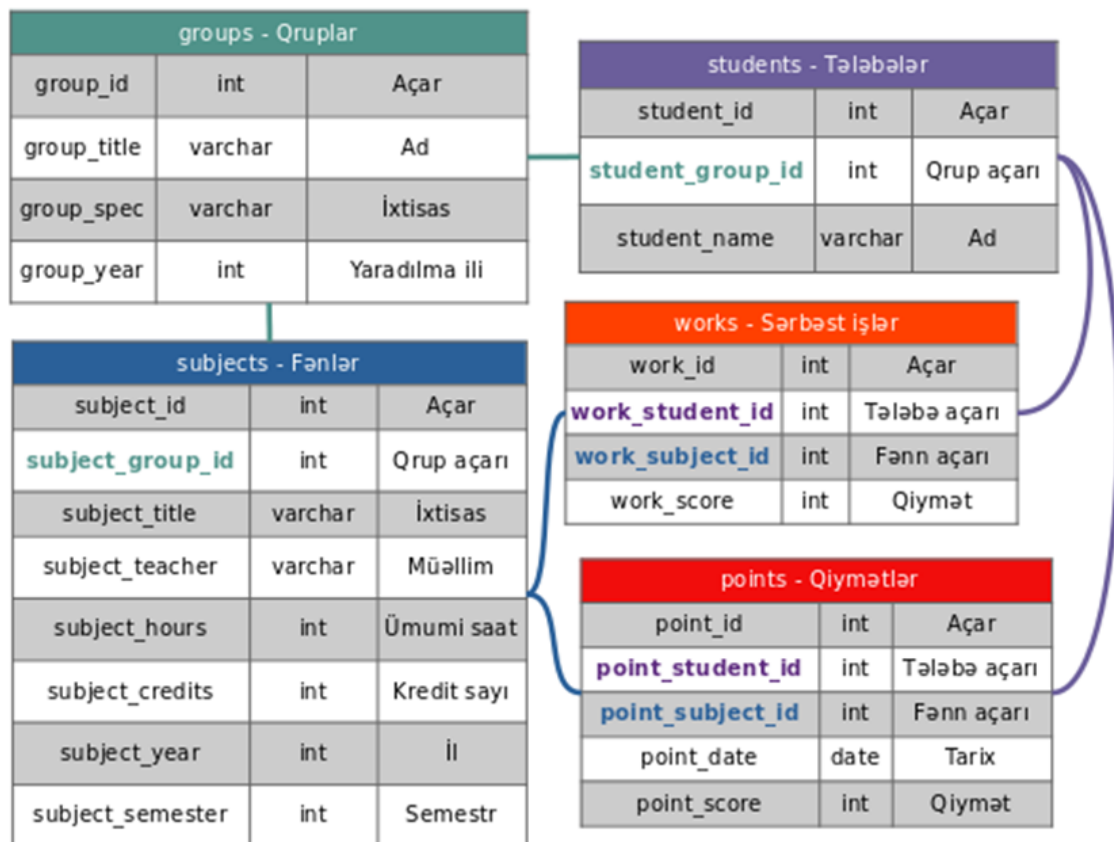 groups - Qruplar
group_id int Açar
group_title varchar Ad
group_spec varchar İxtisas
group_year int Yaradılma ili
students - Tələbələr
student_id int Açar
student_group_id int Qrup açarı
student_name varchar Ad
subjects - Fənlər
subject_id int Açar
subject_group_id int Qrup açarı
subject_title varchar İxtisas
subject_teacher varchar Müəllim
subject_hours int Ümumi saat
subject_credits int Kredit sayı
subject_year int İl
subject_semester int Semestr
works - Sərbəst işlər
work_id int Açar
work_student_id int Tələbə açarı
work_subject_id int Fənn açarı
work_score int Qiymət
points - Qiymətlər
point_id int Açar
point_student_id int Tələbə açarı
point_subject_id int Fənn açarı
point_date date Tarix
point_score int Qiymət